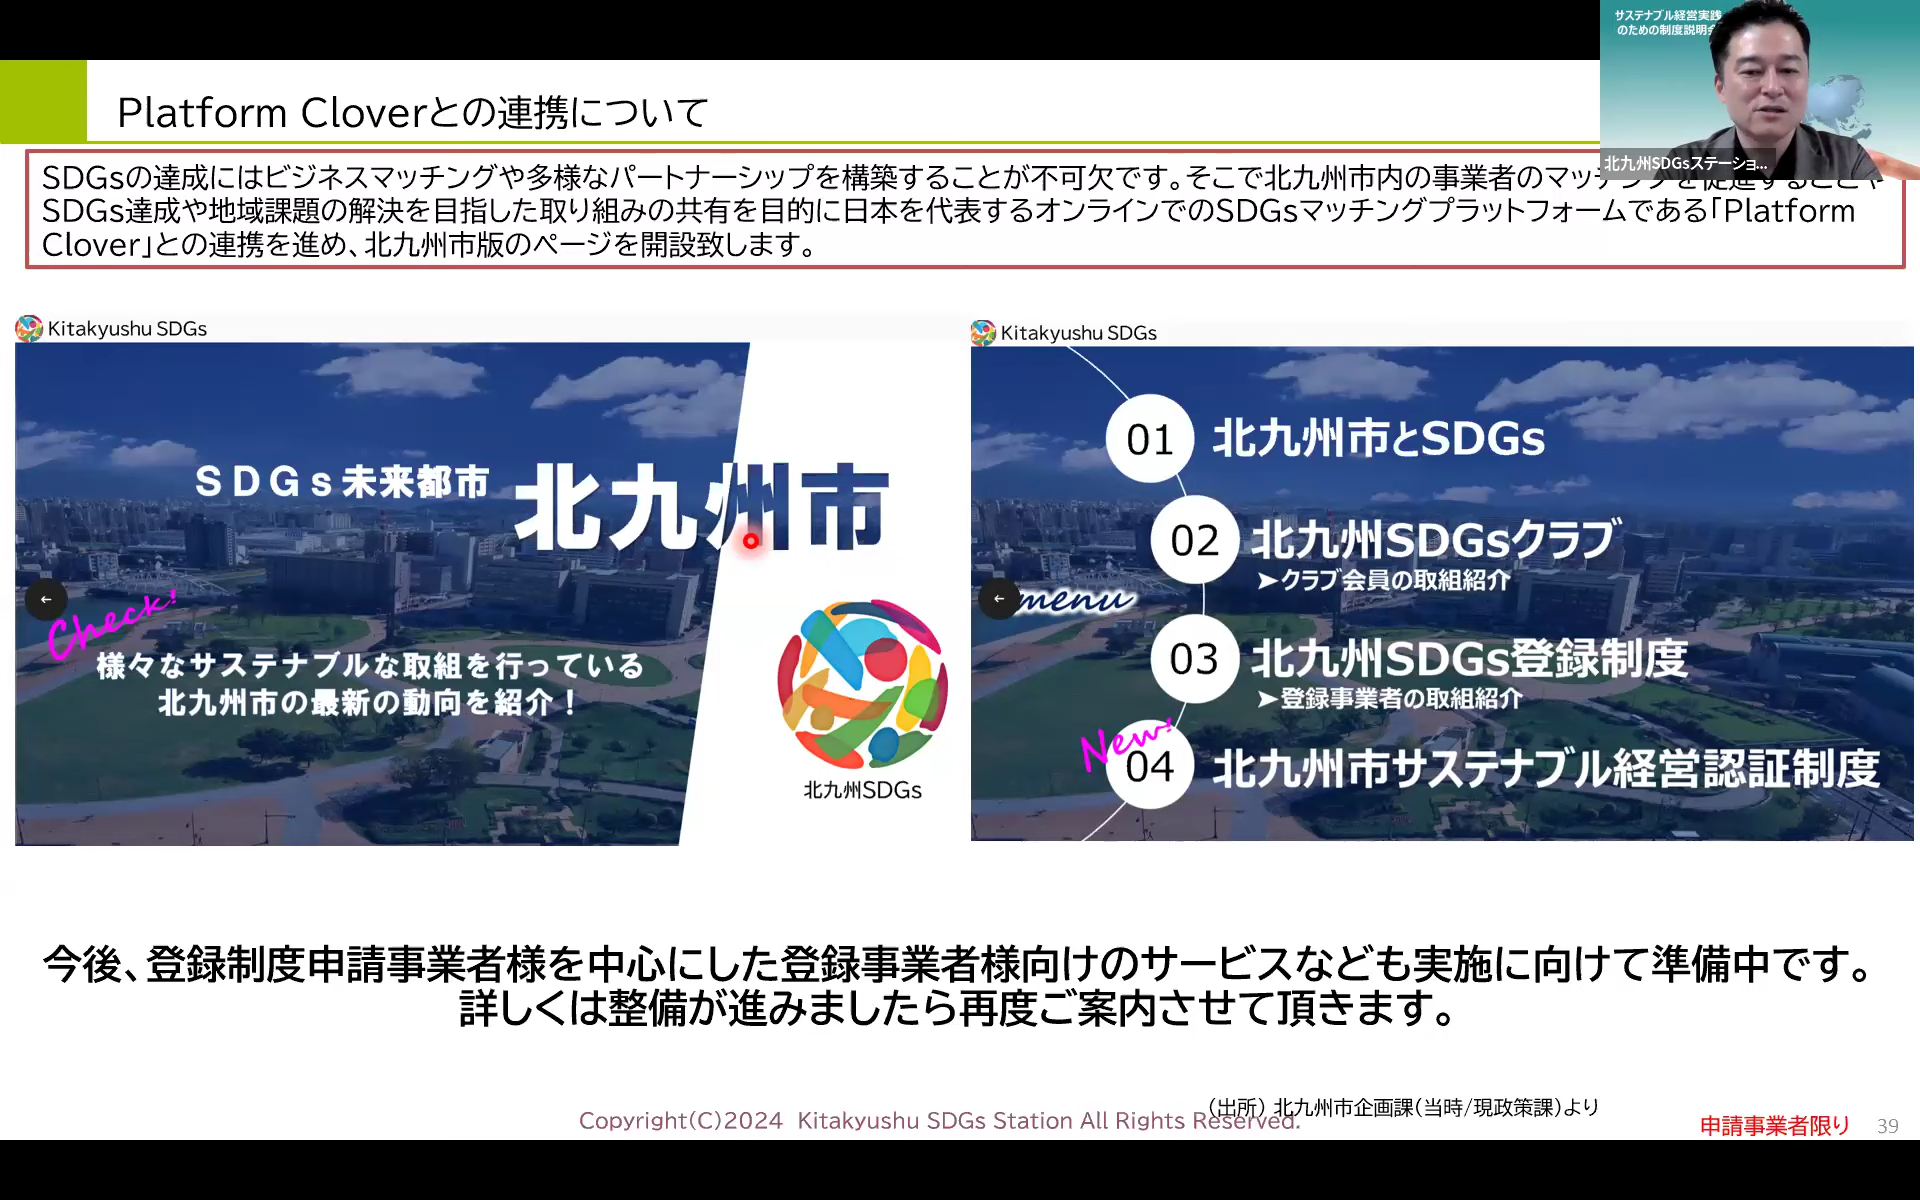 サステナブル経営実践
のための制度説明会
北九州SDGsステーショ...
Platform Cloverとの連携について
SDGsの達成にはビジネスマッチングや多様なパートナーシップを構築することが不可欠です。そこで北九州市内の事業者のマッチングを促進することや
SDGs達成や地域課題の解決を目指した取り組みの共有を目的に日本を代表するオンラインでのSDGsマッチングプラットフォームである「Platform
Clover」との連携を進め、北九州市版のページを開設致します。
Kitakyushu SDGs
SDGs未来都市 北九州市
Check!
様々なサステナブルな取組を行っている
北九州市の最新の動向を紹介！
北九州SDGs
Kitakyushu SDGs
menu
01 北九州市とSDGs
02 北九州SDGsクラブ
➤クラブ会員の取組紹介
03 北九州SDGs登録制度
➤登録事業者の取組紹介
New!
04 北九州市サステナブル経営認証制度
今後、登録制度申請事業者様を中心にした登録事業者様向けのサービスなども実施に向けて準備中です。
詳しくは整備が進みましたら再度ご案内させて頂きます。
（出所） 北九州市企画課（当時/現政策課）より
Copyright(C)2024 Kitakyushu SDGs Station All Rights Reserved.
申請事業者限り 39